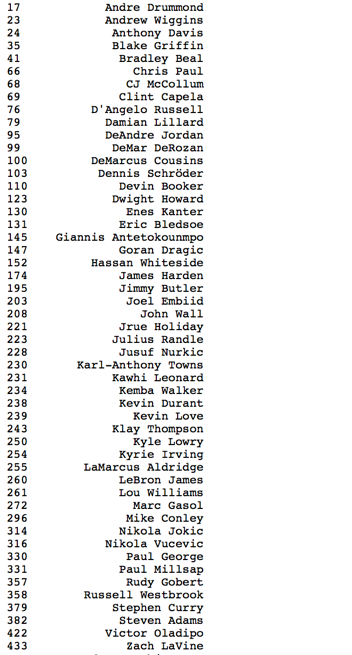 17 Andre Drummond
23 Andrew Wiggins
24 Anthony Davis
35 Blake Griffin
41 Bradley Beal
66 Chris Paul
68 CJ McCollum
69 Clint Capela
76 D'Angelo Russell
79 Damian Lillard
95 DeAndre Jordan
99 DeMar DeRozan
100 DeMarcus Cousins
103 Dennis Schröder
110 Devin Booker
123 Dwight Howard
130 Enes Kanter
131 Eric Bledsoe
145 Giannis Antetokounmpo
147 Goran Dragic
152 Hassan Whiteside
174 James Harden
195 Jimmy Butler
203 Joel Embiid
208 John Wall
221 Jrue Holiday
223 Julius Randle
228 Jusuf Nurkic
230 Karl-Anthony Towns
231 Kawhi Leonard
234 Kemba Walker
238 Kevin Durant
239 Kevin Love
243 Klay Thompson
250 Kyle Lowry
254 Kyrie Irving
255 LaMarcus Aldridge
260 LeBron James
261 Lou Williams
272 Marc Gasol
296 Mike Conley
314 Nikola Jokic
316 Nikola Vucevic
330 Paul George
331 Paul Millsap
357 Rudy Gobert
358 Russell Westbrook
379 Stephen Curry
382 Steven Adams
422 Victor Oladipo
433 Zach LaVine